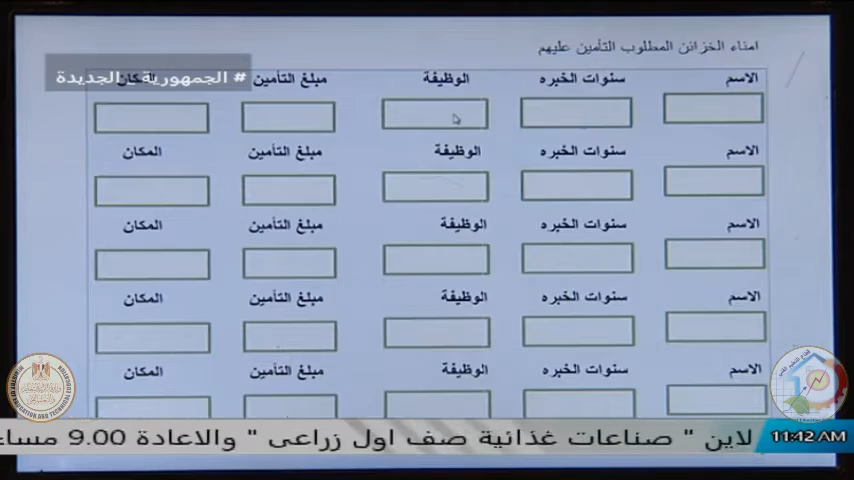 امناء الخزائن المطلوب التأمين عليهم
# الجمهورية _ الجديدة
الاسم سنوات الخبره الوظيفة مبلغ التأمين المكان
الاسم سنوات الخبره الوظيفة مبلغ التأمين المكان
الاسم سنوات الخبره الوظيفة مبلغ التأمين المكان
الاسم سنوات الخبره الوظيفة مبلغ التأمين المكان
الاسم سنوات الخبره الوظيفة مبلغ التأمين المكان
لاين " صناعات غذائية صف اول زراعى " والاعادة 9.00 مساء
11:42 AM